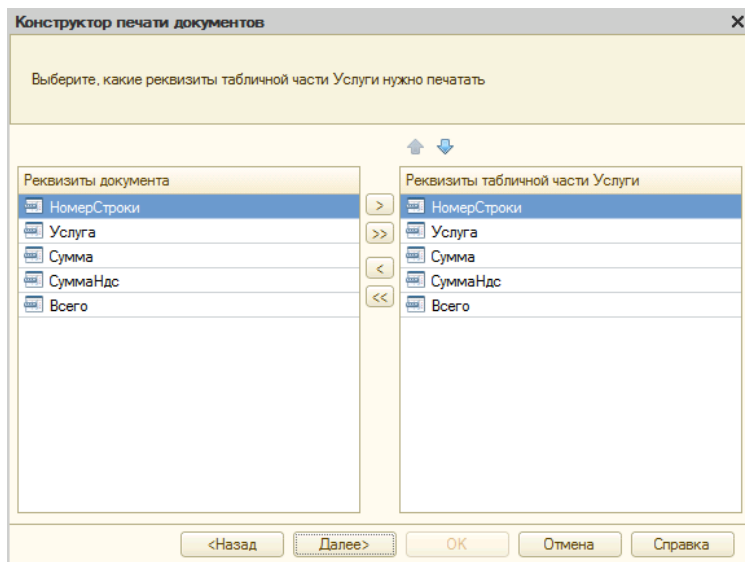 Конструктор печати документов
Выберите, какие реквизиты табличной части Услуги нужно печатать
Реквизиты документа
НомерСтроки
Услуга
Сумма
СуммаНдс
Всего
>
>>
<
<<
Реквизиты табличной части Услуги
НомерСтроки
Услуга
Сумма
СуммаНдс
Всего
<Назад Далее> ОК Отмена Справка